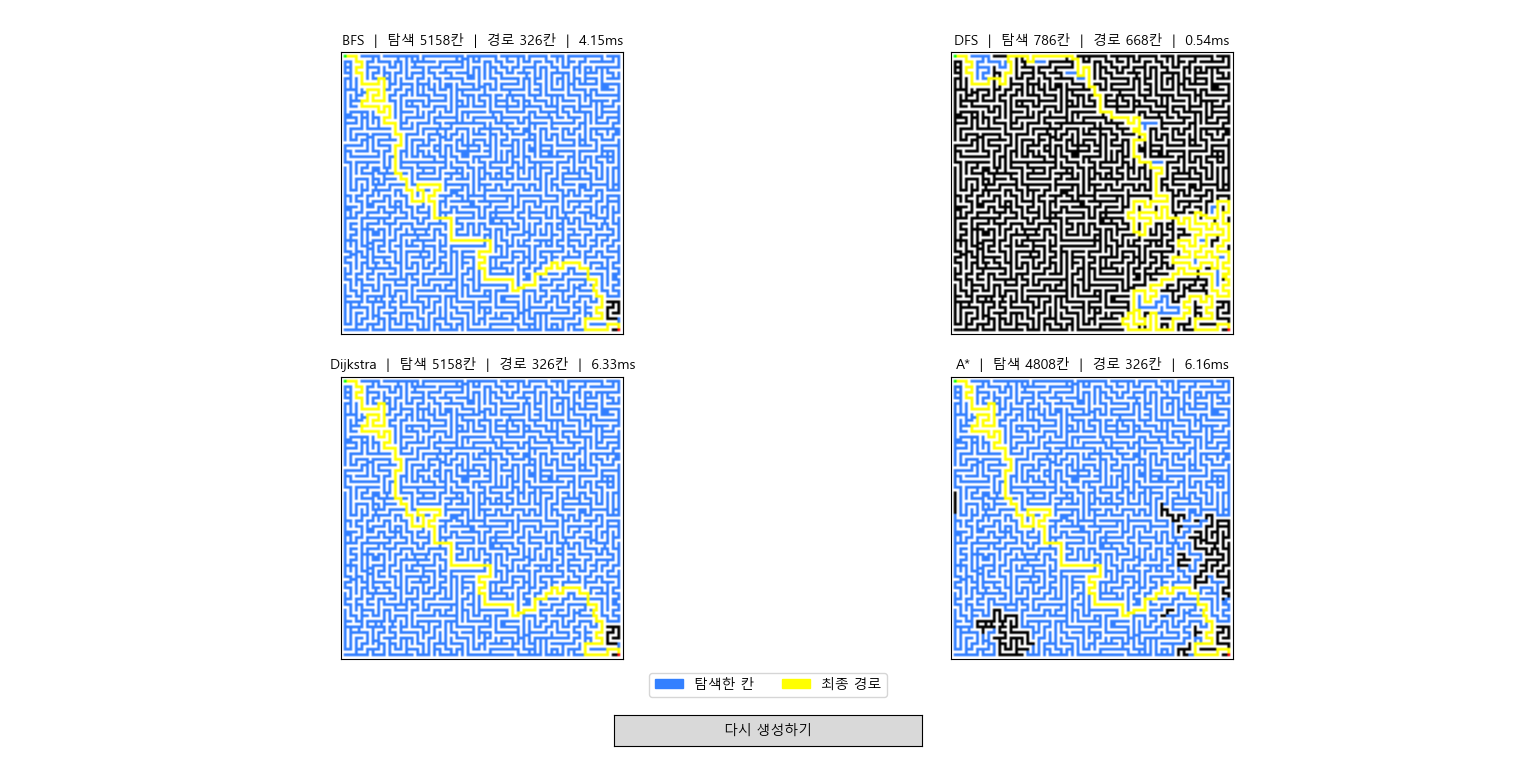 BFS | 탐색 5158칸 | 경로 326칸 | 4.15ms
DFS | 탐색 786칸 | 경로 668칸 | 0.54ms
Dijkstra | 탐색 5158칸 | 경로 326칸 | 6.33ms
A* | 탐색 4808칸 | 경로 326칸 | 6.16ms
탐색한 칸
최종 경로
다시 생성하기